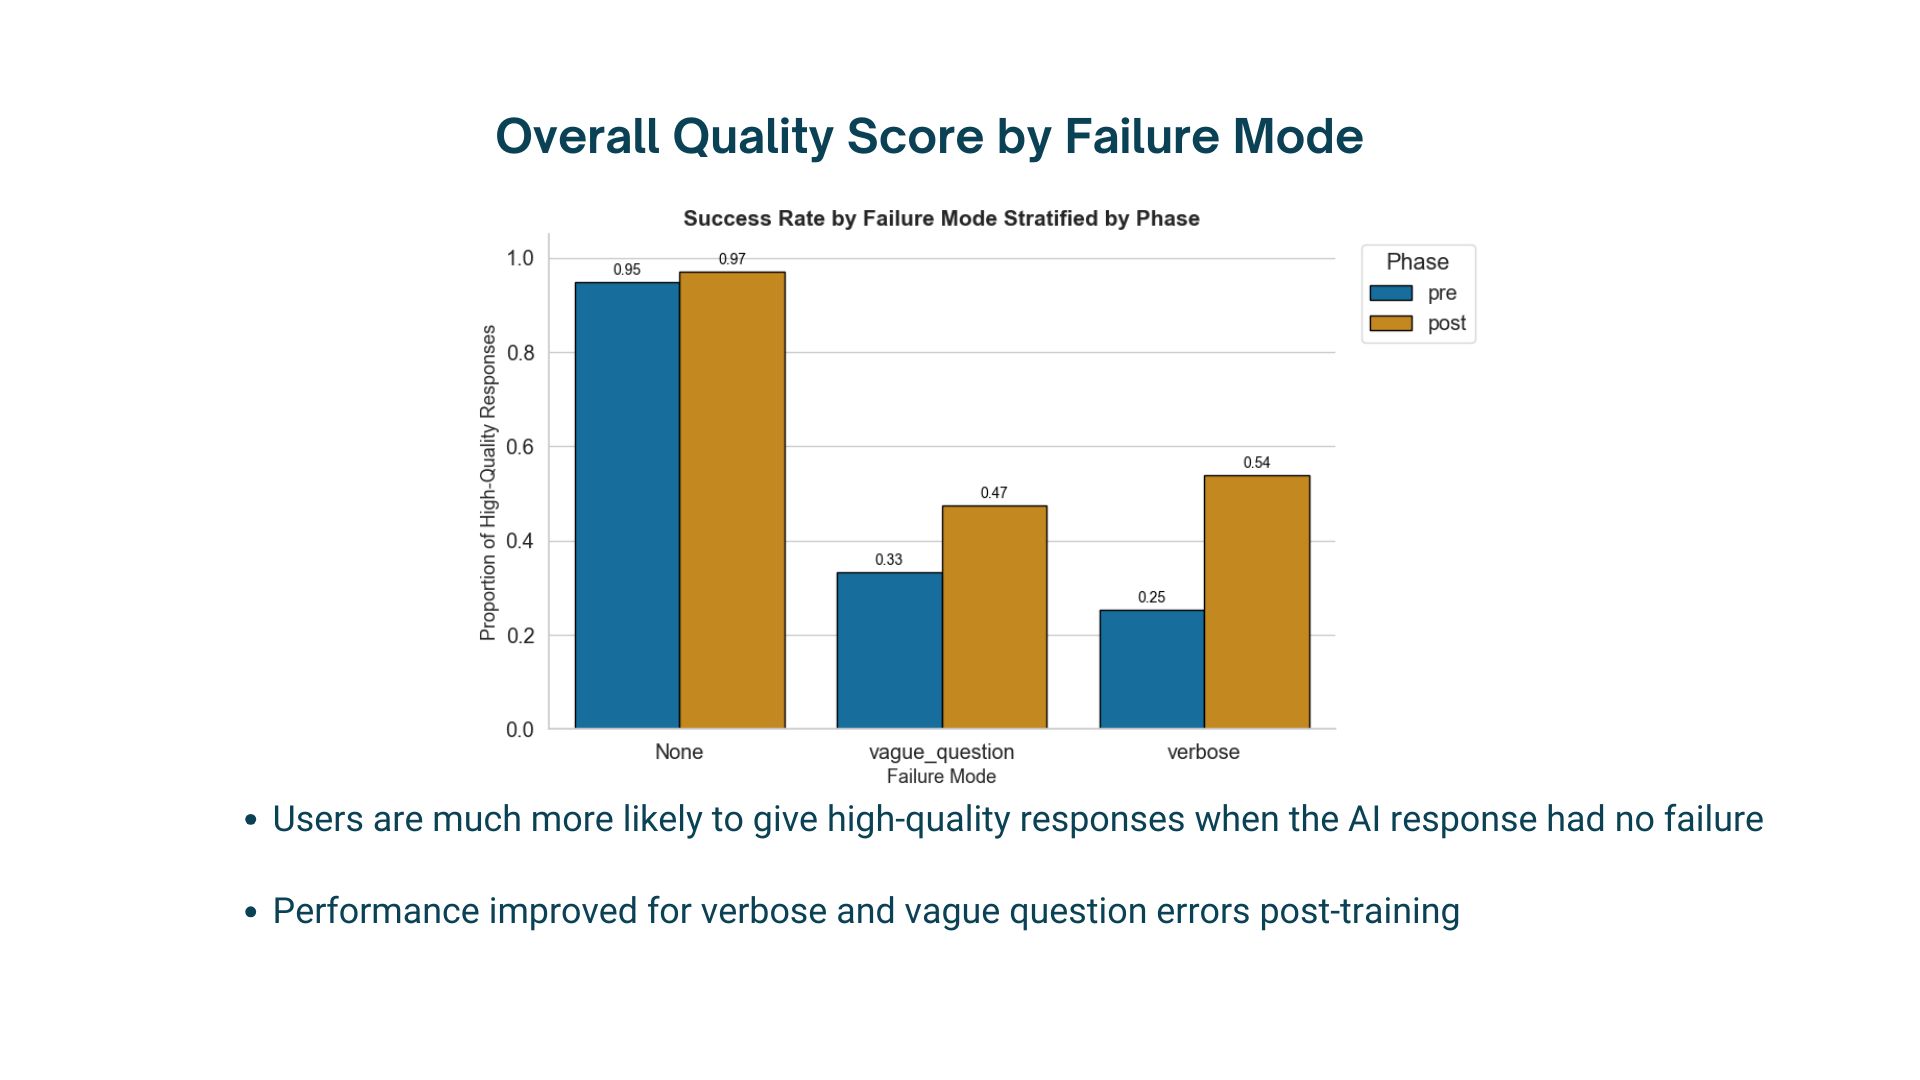 Overall Quality Score by Failure Mode
Success Rate by Failure Mode Stratified by Phase
Proportion of High-Quality Responses
1.0
0.8
0.6
0.4
0.2
0.0
0.95
0.97
0.33
0.47
0.25
0.54
None
vague_question
verbose
Failure Mode
Phase
pre
post
• Users are much more likely to give high-quality responses when the AI response had no failure
• Performance improved for verbose and vague question errors post-training